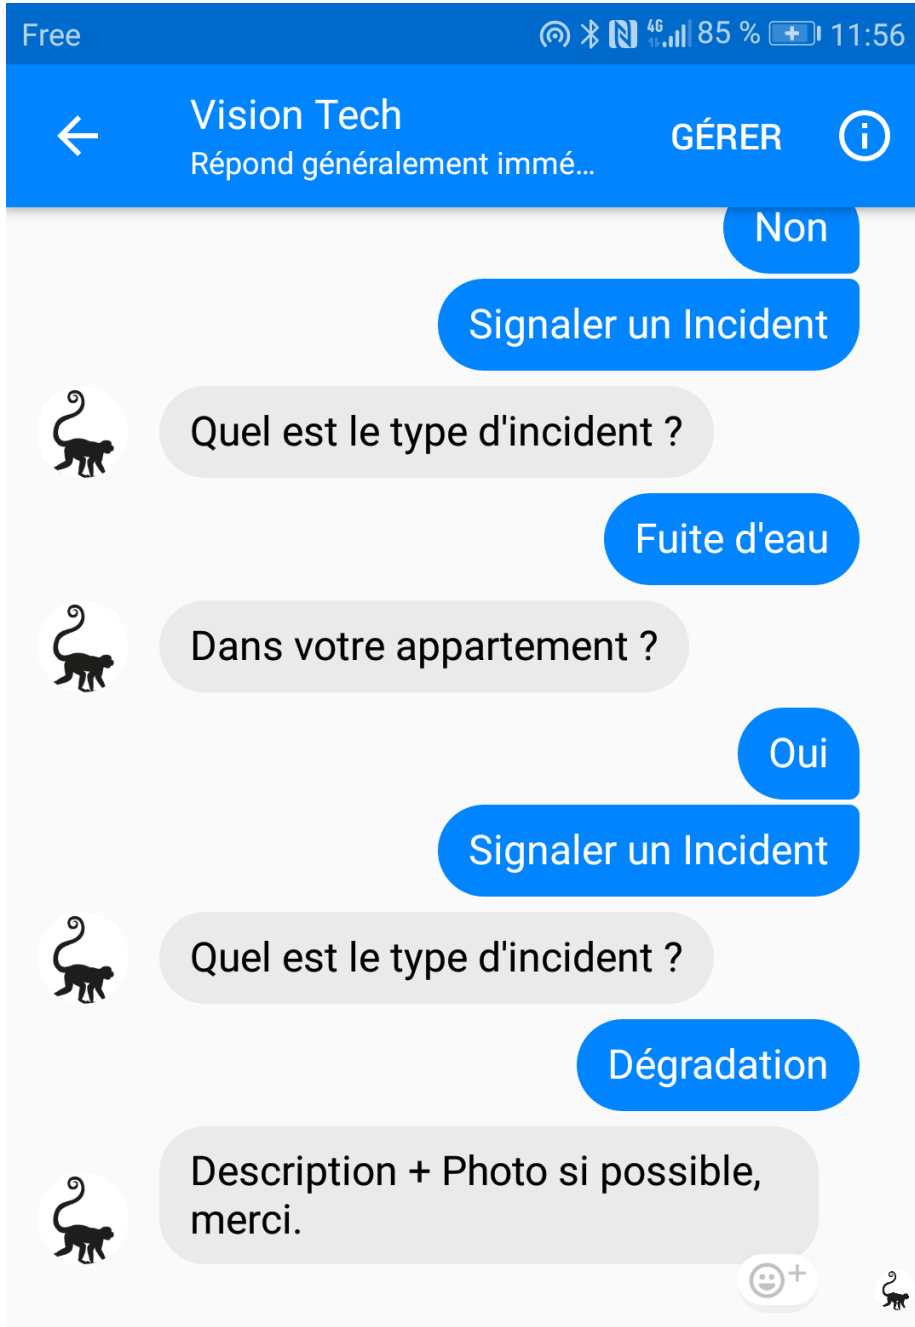 Free 4G 85 % 11:56
Vision Tech
Répond généralement immé...
GÉRER
Non
Signaler un Incident
Quel est le type d'incident ?
Fuite d'eau
Dans votre appartement ?
Oui
Signaler un Incident
Quel est le type d'incident ?
Dégradation
Description + Photo si possible,
merci.